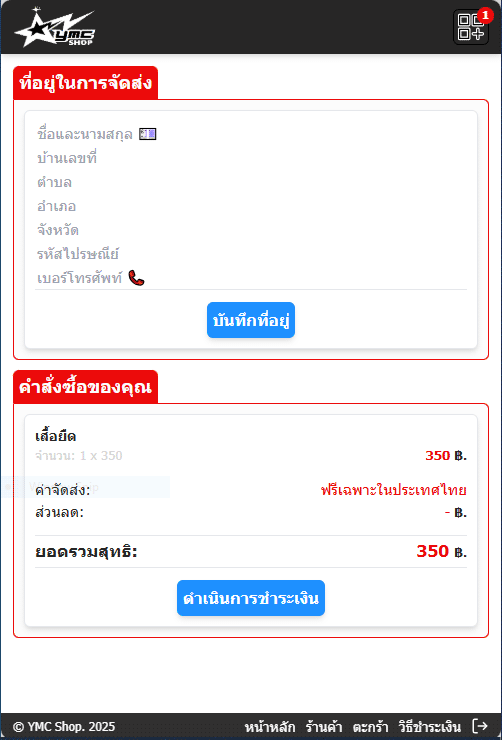 YMC
SHOP
1
ที่อยู่ในการจัดส่ง
ชื่อและนามสกุล
บ้านเลขที่
ตำบล
อำเภอ
จังหวัด
รหัสไปรษณีย์
เบอร์โทรศัพท์
บันทึกที่อยู่
คำสั่งซื้อของคุณ
เสื้อยืด
จำนวน: 1 x 350 350 ฿.
ค่าจัดส่ง: ฟรีเฉพาะในประเทศไทย
ส่วนลด: - ฿.
ยอดรวมสุทธิ: 350 ฿.
ดำเนินการชำระเงิน
© YMC Shop. 2025 หน้าหลัก ร้านค้า ตะกร้า วิธีชำระเงิน